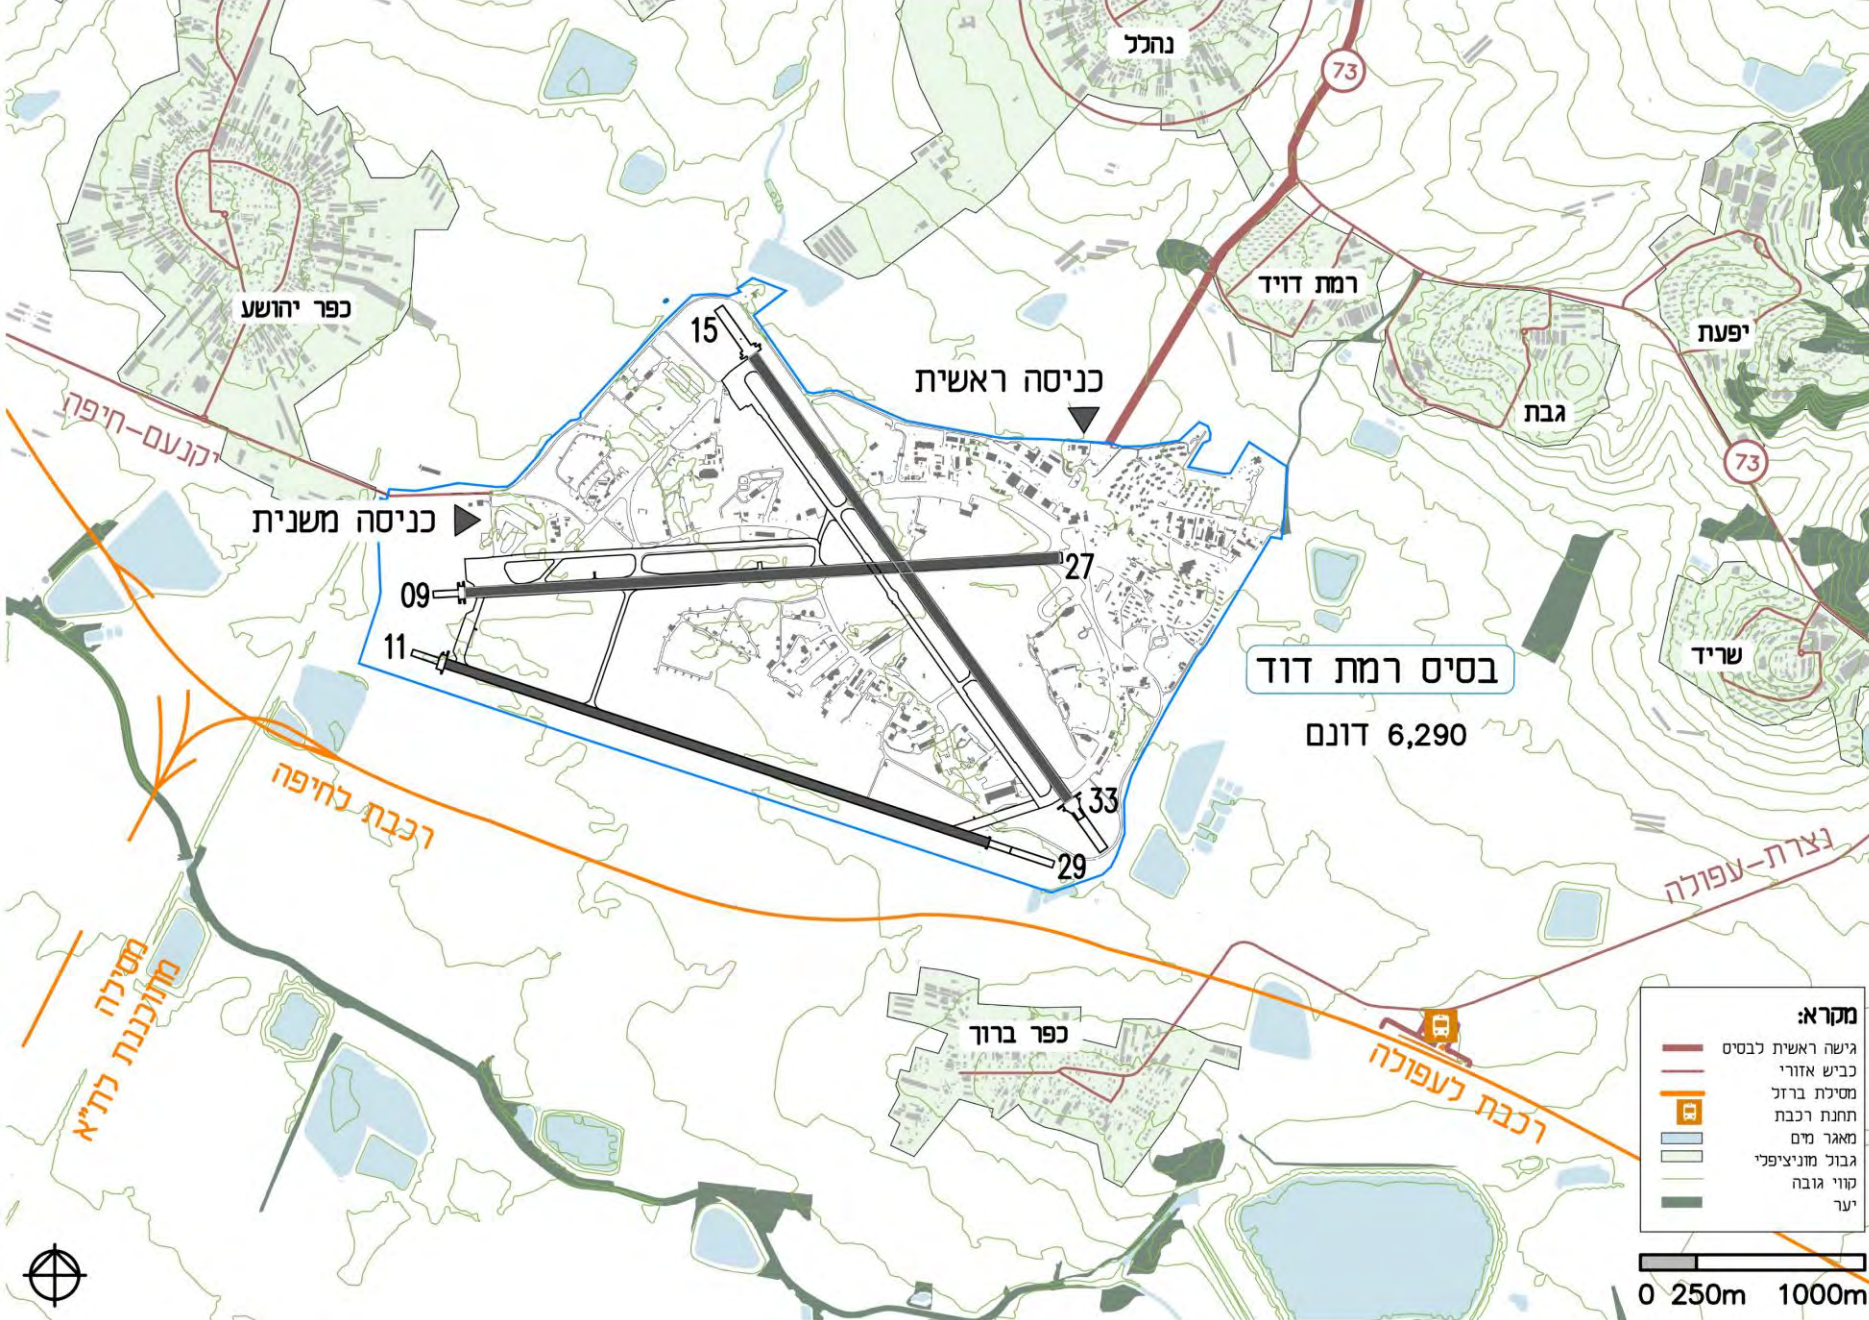 נהלל
73
כפר יהושע
רמת דויד
יפעת
גבת
15
כניסה ראשית
יקנעם-חיפה
כניסה משנית
73
09
27
11
בסיס רמת דוד
6,290 דונם
שריד
רכבת לחיפה
33
29
נצרת-עפולה
מסילה
מתוכננת לת"א
כפר ברוך
רכבת לעפולה
מקרא:
גישה ראשית לבסיס
כביש אזורי
מסילת ברזל
תחנת רכבת
מאגר מים
גבול מוניציפלי
קווי גובה
יער
0 250m 1000m